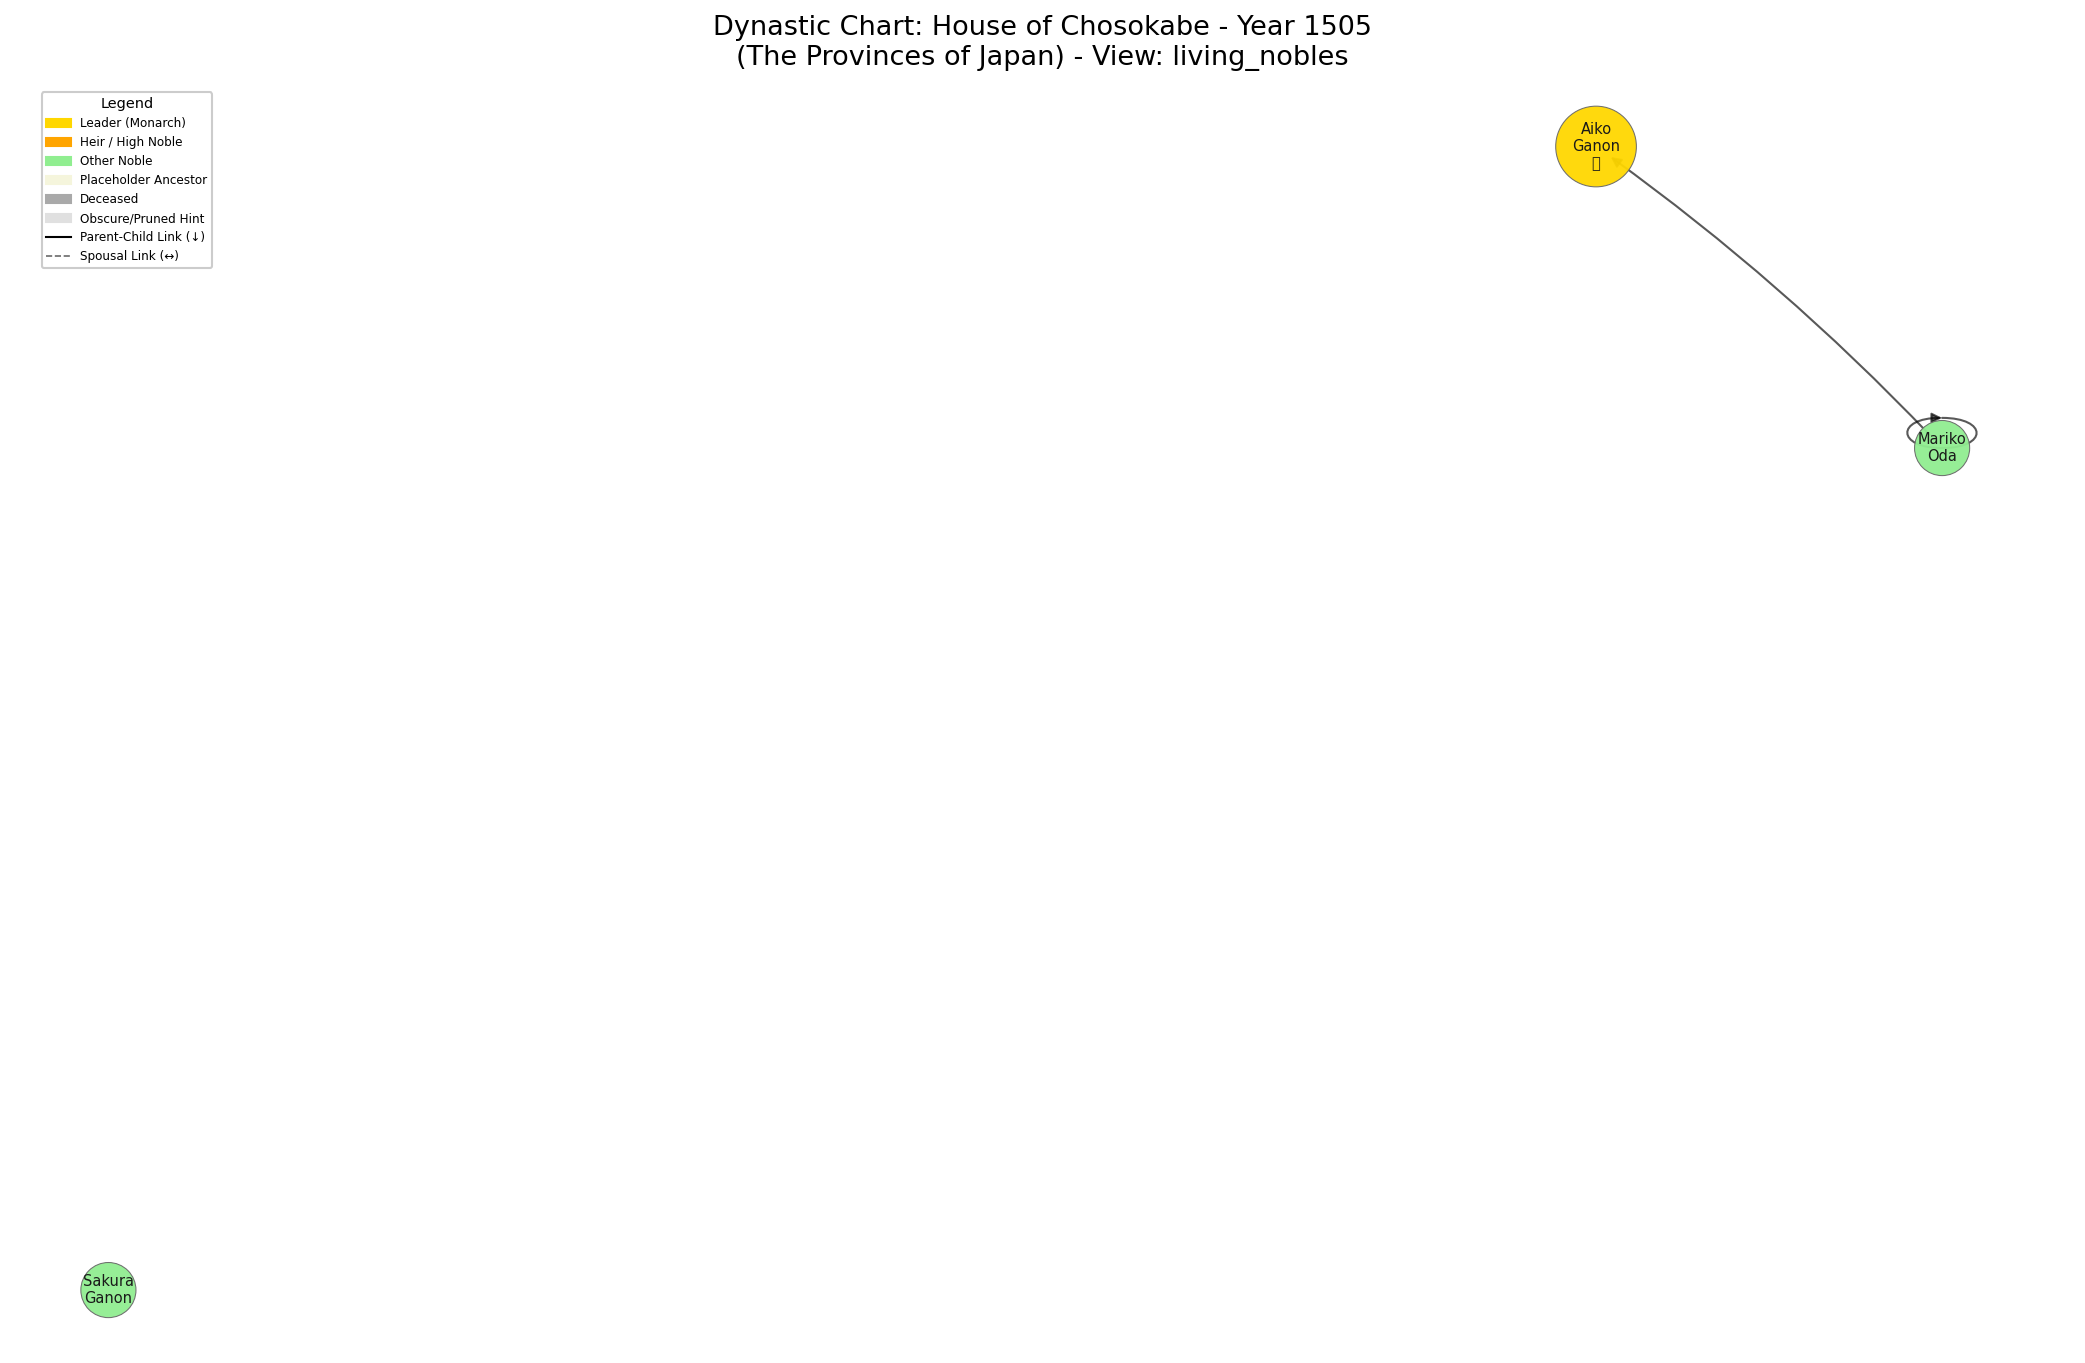 Dynastic Chart: House of Chosokabe - Year 1505
(The Provinces of Japan) - View: living_nobles
Legend
Leader (Monarch)
Heir / High Noble
Other Noble
Placeholder Ancestor
Deceased
Obscure/Pruned Hint
Parent-Child Link (↓)
Spousal Link (↔)
Aiko
Ganon
Mariko
Oda
Sakura
Ganon